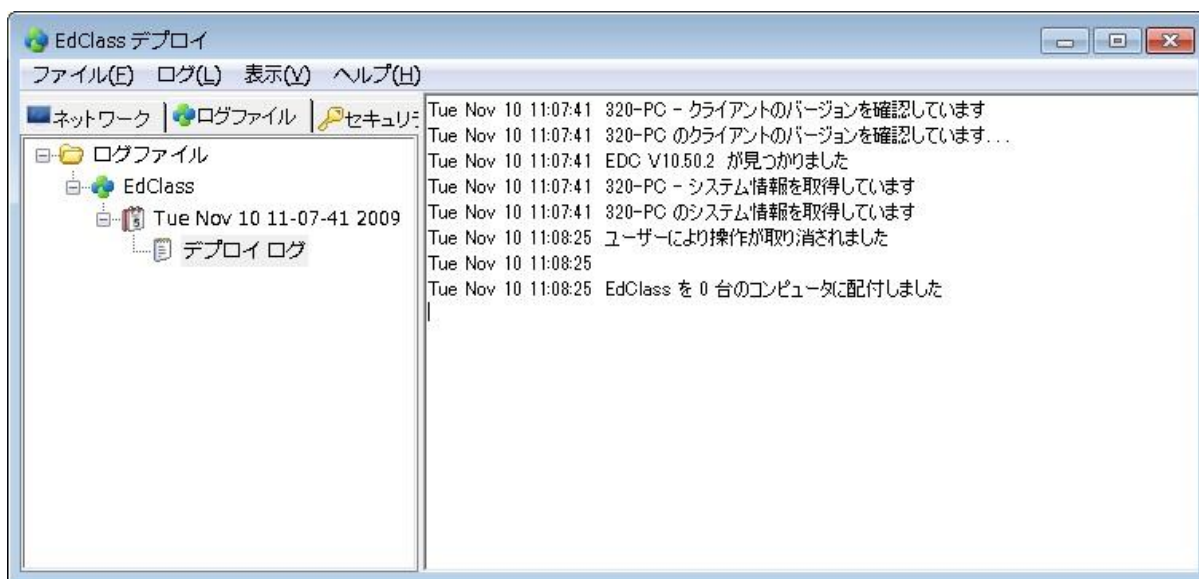 EdClass デプロイ
ファイル(F) ログ(L) 表示(V) ヘルプ(H)
ネットワーク ログファイル セキュリ
ログファイル
EdClass
Tue Nov 10 11-07-41 2009
デプロイ ログ
Tue Nov 10 11:07:41 320-PC - クライアントのバージョンを確認しています
Tue Nov 10 11:07:41 320-PC のクライアントのバージョンを確認しています...
Tue Nov 10 11:07:41 EDC V10.50.2 が見つかりました
Tue Nov 10 11:07:41 320-PC - システム情報を取得しています
Tue Nov 10 11:07:41 320-PC のシステム情報を取得しています
Tue Nov 10 11:08:25 ユーザーにより操作が取り消されました
Tue Nov 10 11:08:25
Tue Nov 10 11:08:25 EdClass を 0 台のコンピュータに配付しました